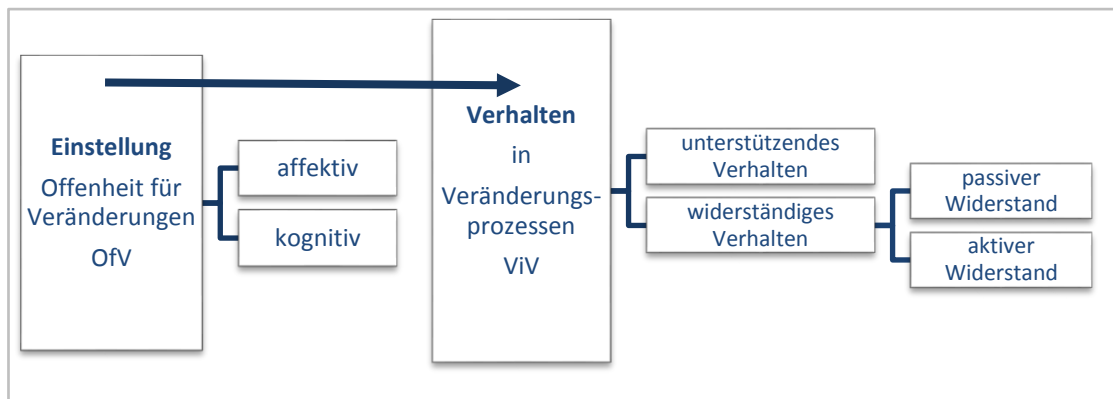 Einstellung
Offenheit für
Veränderungen
OfV
affektiv
kognitiv
Verhalten
in
Veränderungs-
prozessen
ViV
unterstützendes
Verhalten
widerständiges
Verhalten
passiver
Widerstand
aktiver
Widerstand